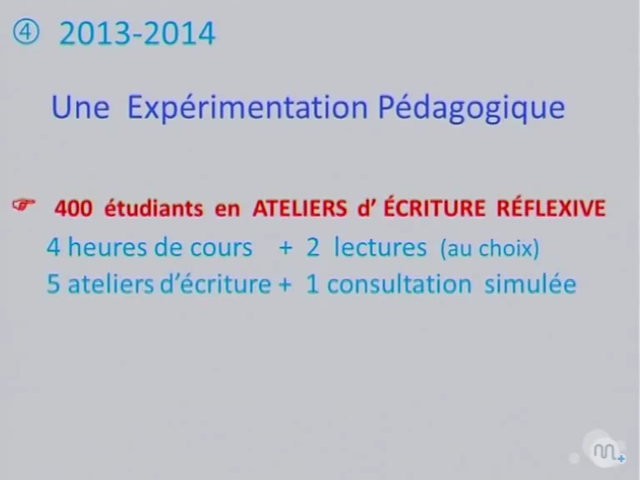 ④ 2013-2014
Une Expérimentation Pédagogique
☞ 400 étudiants en ATELIERS d' ÉCRITURE RÉFLEXIVE
4 heures de cours + 2 lectures (au choix)
5 ateliers d'écriture + 1 consultation simulée
m+